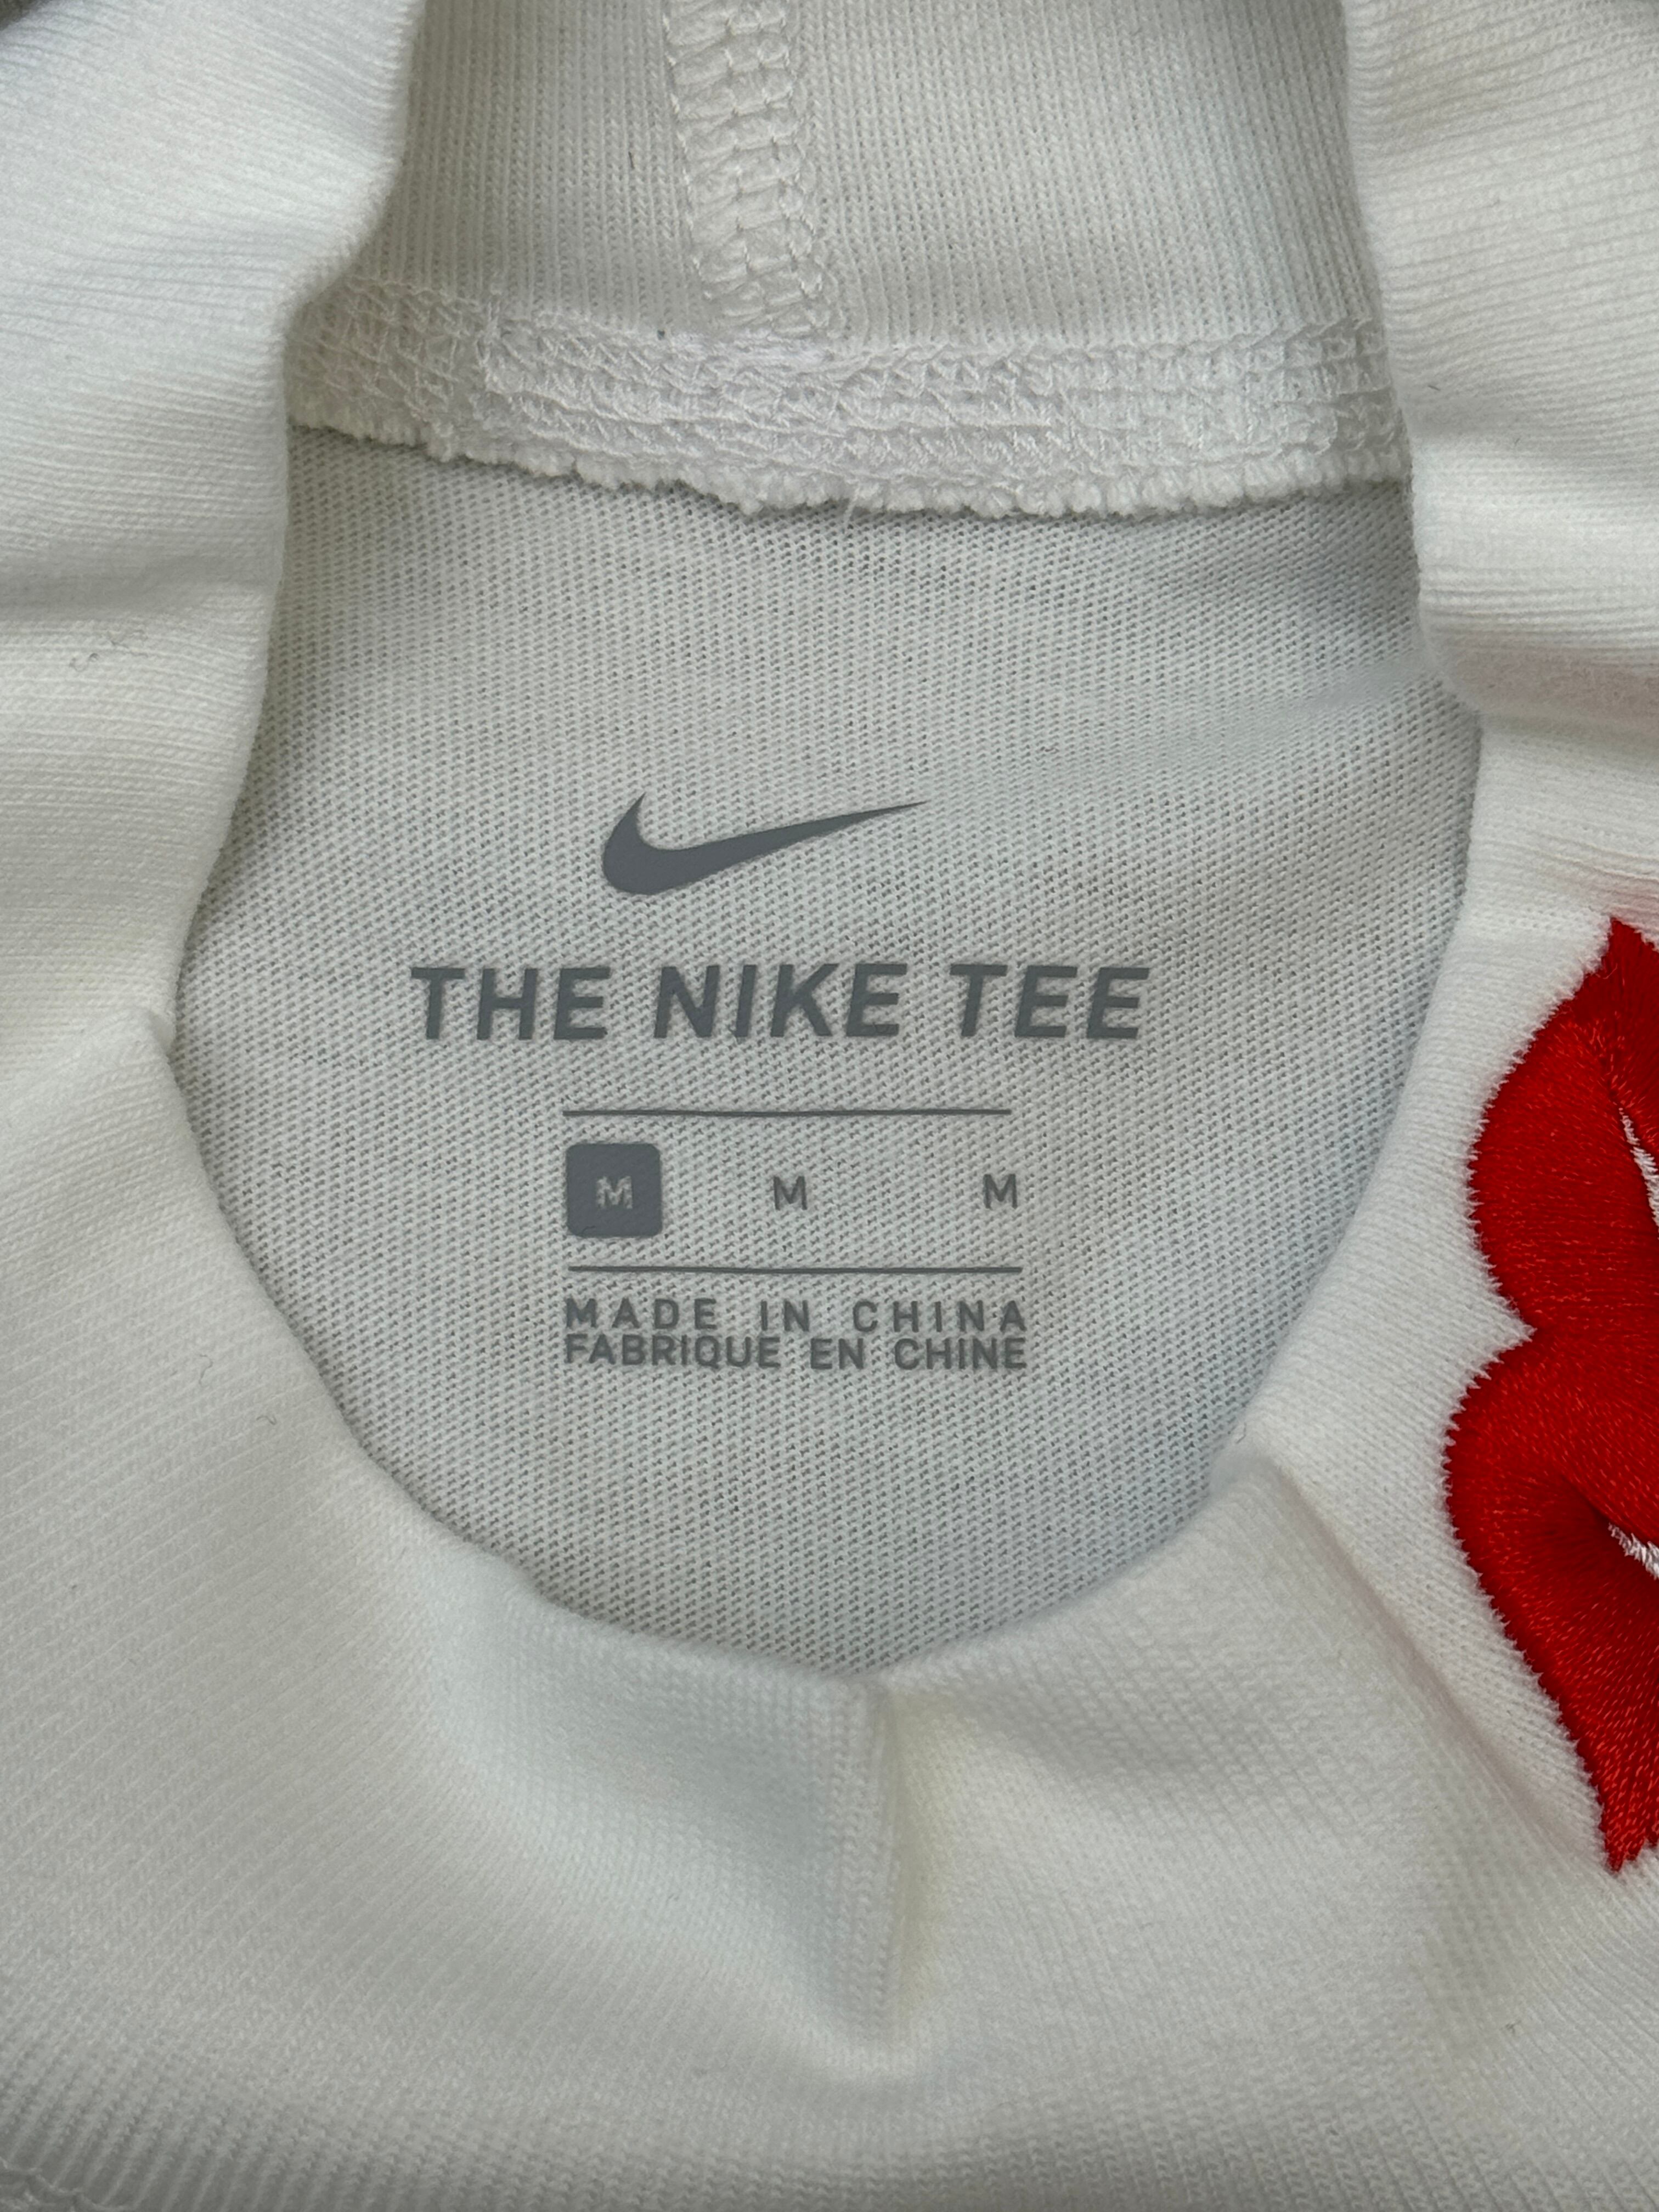 THE NIKE TEE
M M M
MADE IN CHINA
FABRIQUE EN CHINE